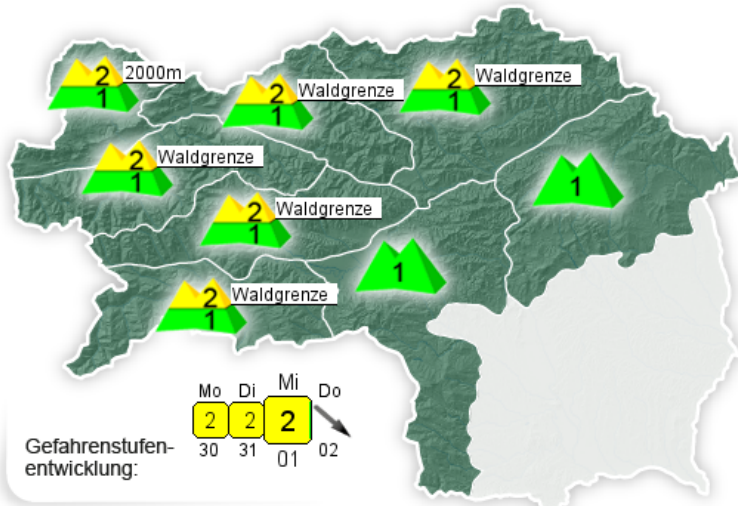 2 2000m
1
2 Waldgrenze
1
2 Waldgrenze
1
2 Waldgrenze
1
1
2 Waldgrenze
1
1
2 Waldgrenze
1
Mo Di Mi Do
2 2 2
30 31 01 02
Gefahrenstufen-
entwicklung: